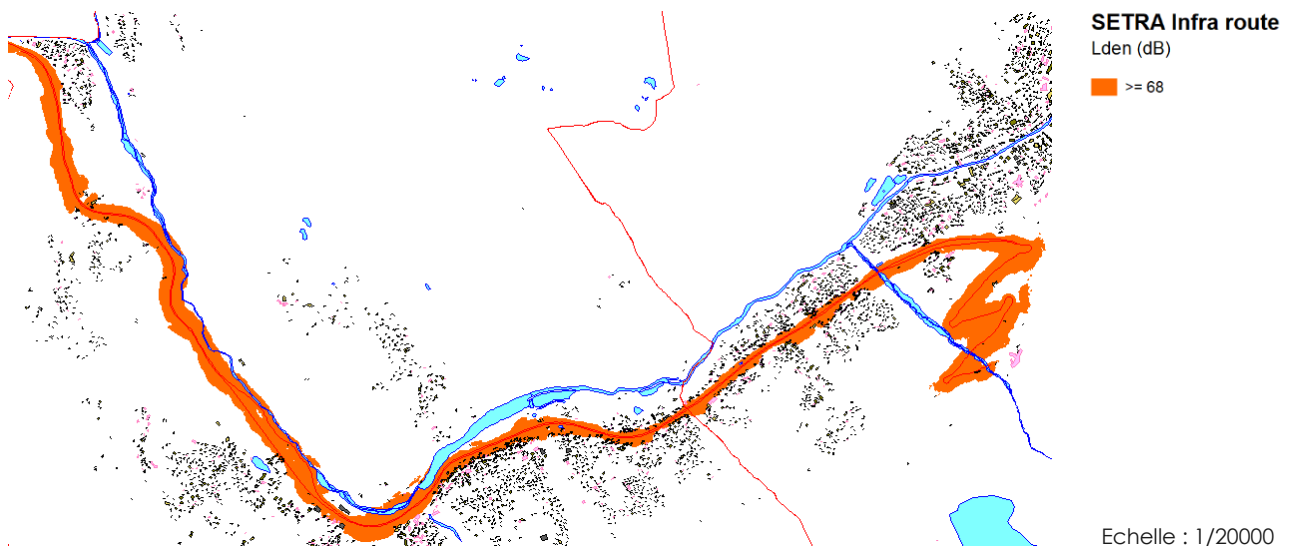 SETRA Infra route
Lden (dB)
>= 68
Echelle : 1/20000